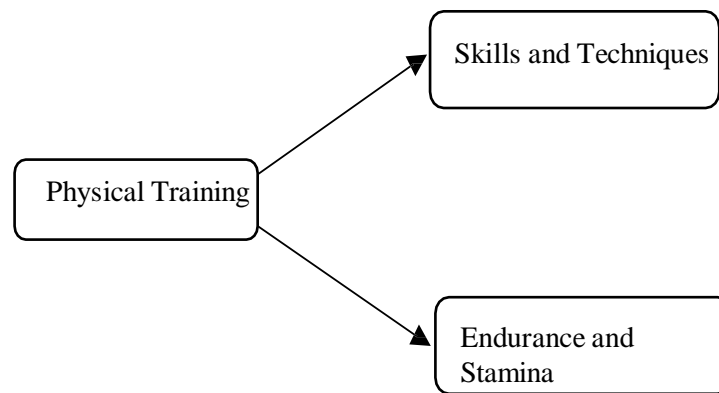 Skills and Techniques
Physical Training
Endurance and
Stamina